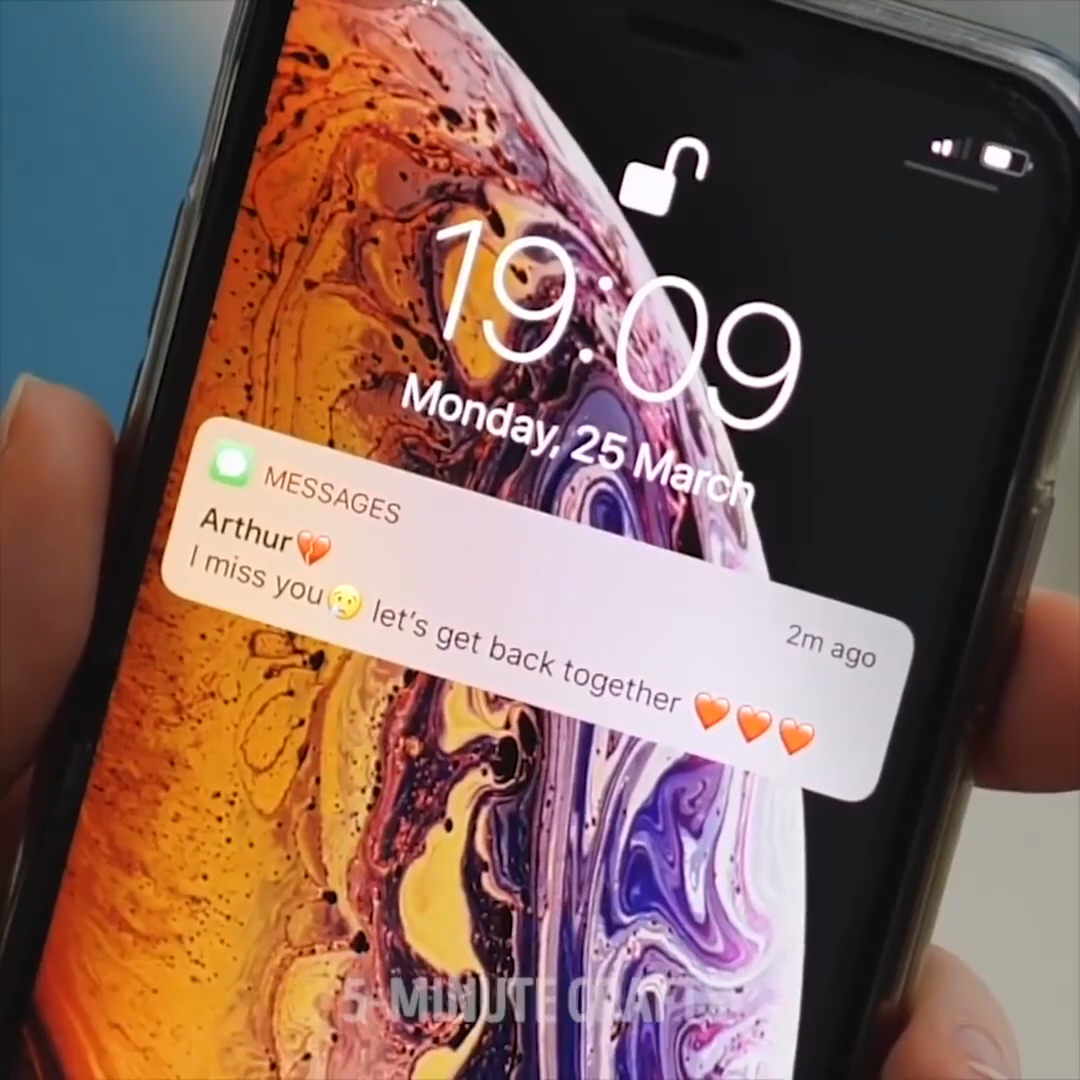 19:09
Monday, 25 March
MESSAGES
2m ago
Arthur💔
I miss you😢 let's get back together ❤️❤️❤️
5-MINUTE CRAFTS